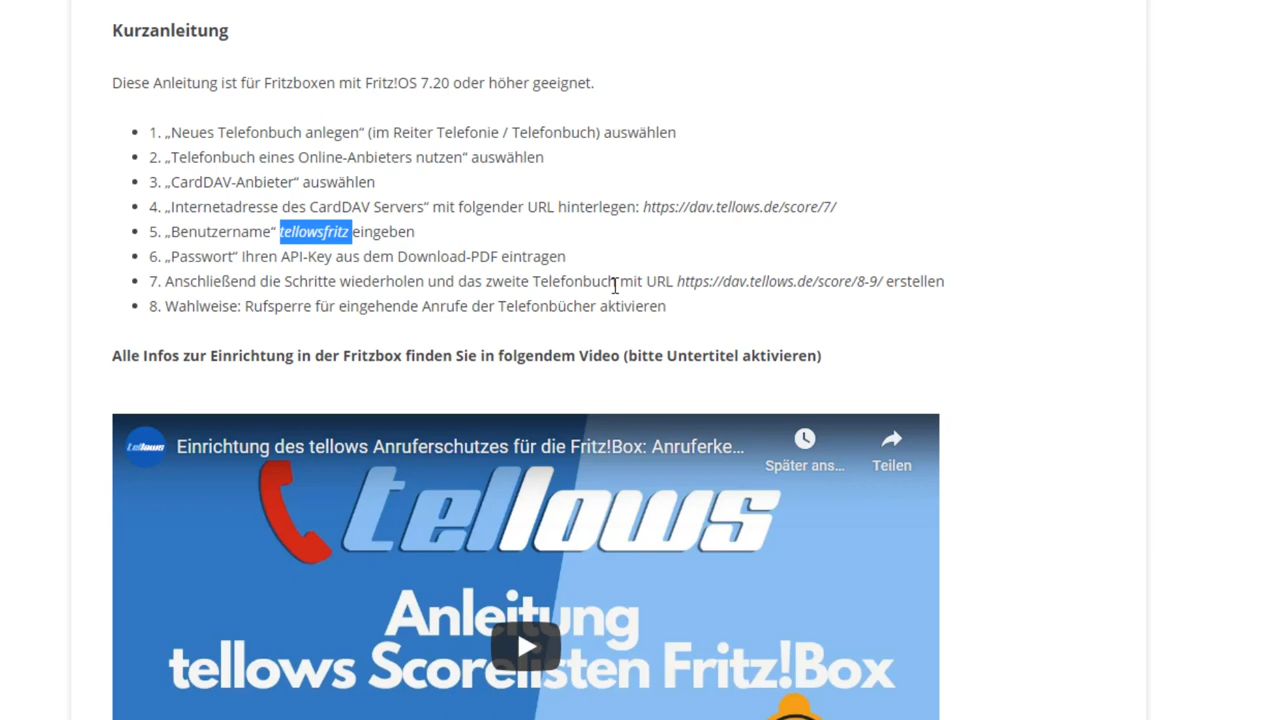 Kurzanleitung
Diese Anleitung ist für Fritzboxen mit Fritz!OS 7.20 oder höher geeignet.
• 1. „Neues Telefonbuch anlegen“ (im Reiter Telefonie / Telefonbuch) auswählen
• 2. „Telefonbuch eines Online-Anbieters nutzen“ auswählen
• 3. „CardDAV-Anbieter“ auswählen
• 4. „Internetadresse des CardDAV Servers“ mit folgender URL hinterlegen: https://dav.tellows.de/score/7/
• 5. „Benutzername“ tellowsfritz eingeben
• 6. „Passwort“ Ihren API-Key aus dem Download-PDF eintragen
• 7. Anschließend die Schritte wiederholen und das zweite Telefonbuch mit URL https://dav.tellows.de/score/8-9/ erstellen
• 8. Wahlweise: Rufsperre für eingehende Anrufe der Telefonbücher aktivieren
Alle Infos zur Einrichtung in der Fritzbox finden Sie in folgendem Video (bitte Untertitel aktivieren)
tellows Einrichtung des tellows Anruferschutzes für die Fritz!Box: Anruferke...
Später ans... Teilen
tellows
Anleitung
tellows Scorelisten Fritz!Box